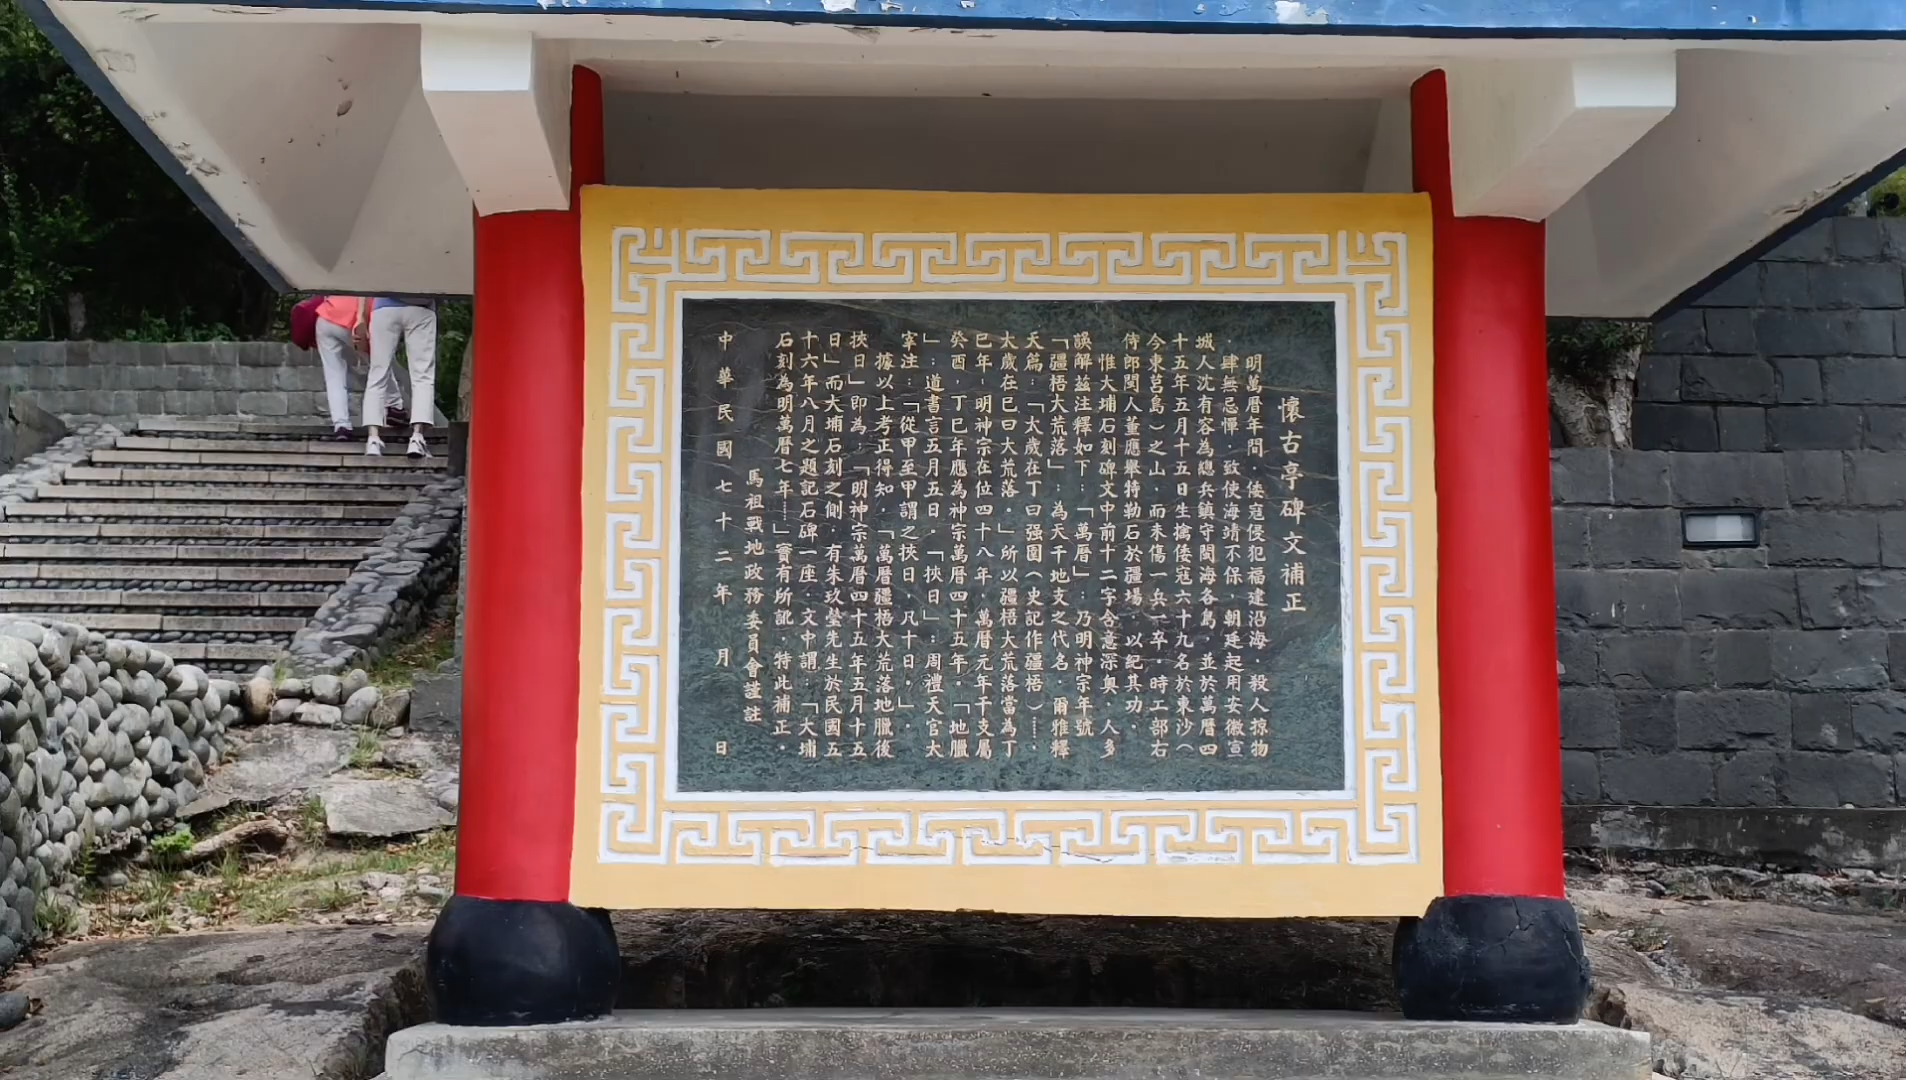 懷古亭碑文補正
明萬曆年間，倭寇侵犯福建沿海，殺人掠物
，肆無忌憚，致使海靖不保，朝廷起用安徽宣
城人沈有容為總兵鎮守閩海各島，並於萬曆四
十五年五月十五日生擒倭寇六十九名於東沙（
今東莒島）之山，而未傷一兵一卒。時工部右
侍郎閩人董應舉特勒石於疆場，以紀其功。
惟大埔石刻碑文中前十二字含意深奧，人多
誤解茲注釋如下：「萬曆」：乃明神宗年號
「疆梧大荒落」：為天干地支之代名，爾雅釋
天篇：「太歲在丁曰强圉（史記作疆梧）……，
大歲在巳曰大荒落。」所以疆梧大荒落當為丁
巳年－明神宗在位四十八年，萬曆元年干支屬
癸酉，丁巳年應為神宗萬曆四十五年。「地臘
」：道書言五月五日。「挾日」：周禮天官太
宰注：「從甲至甲謂之挾日，凡十日。」。
據以上考正得知，「萬曆疆梧大荒落地臘後
挾日」即為「明神宗萬曆四十五年五月十五
日」而大埔石刻之側，有朱玖瑩先生於民國五
十六年八月之題記石碑一座，文中謂：「大埔
石刻為明萬曆七年……」實有所訛，特此補正。
馬祖戰地政務委員會謹註
中華民國七十二年　月　日